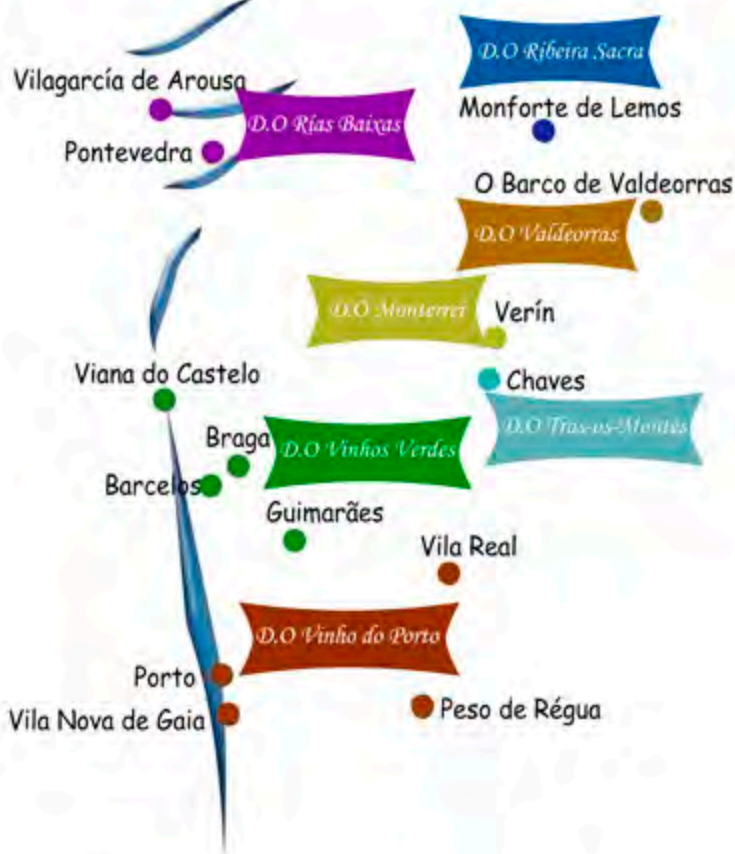 D.O Ribeira Sacra
Vilagarcía de Arousa
Monforte de Lemos
D.O Rías Baixas
Pontevedra
O Barco de Valdeorras
D.O Valdeorras
D.O Monterrei
Verín
Viana do Castelo
Chaves
D.O Tras-os-Montes
Braga
D.O Vinhos Verdes
Barcelos
Guimarães
Vila Real
D.O Vinho do Porto
Porto
Vila Nova de Gaia
Peso de Régua